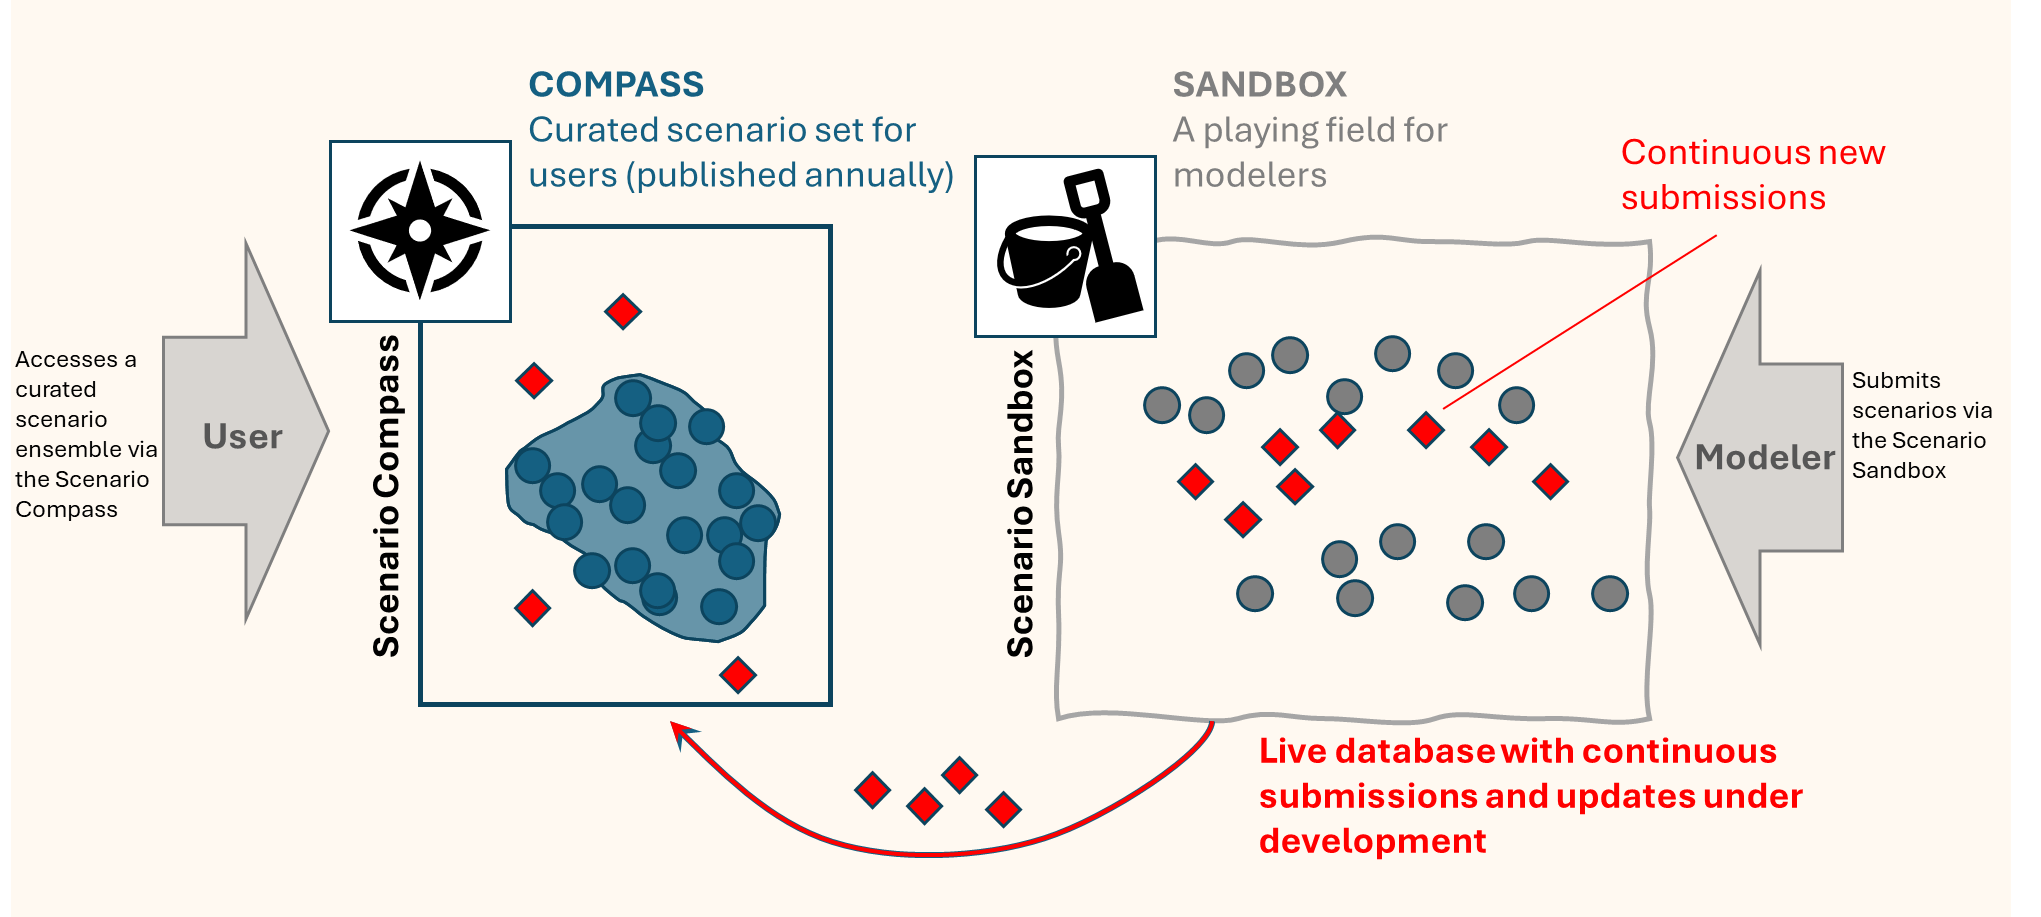 COMPASS
Curated scenario set for
users (published annually)
SANDBOX
A playing field for
modelers
Continuous new
submissions
Accesses a
curated
scenario
ensemble via
the Scenario
Compass
User
Scenario Compass
Scenario Sandbox
Modeler
Submits
scenarios via
the Scenario
Sandbox
Live database with continuous
submissions and updates under
development